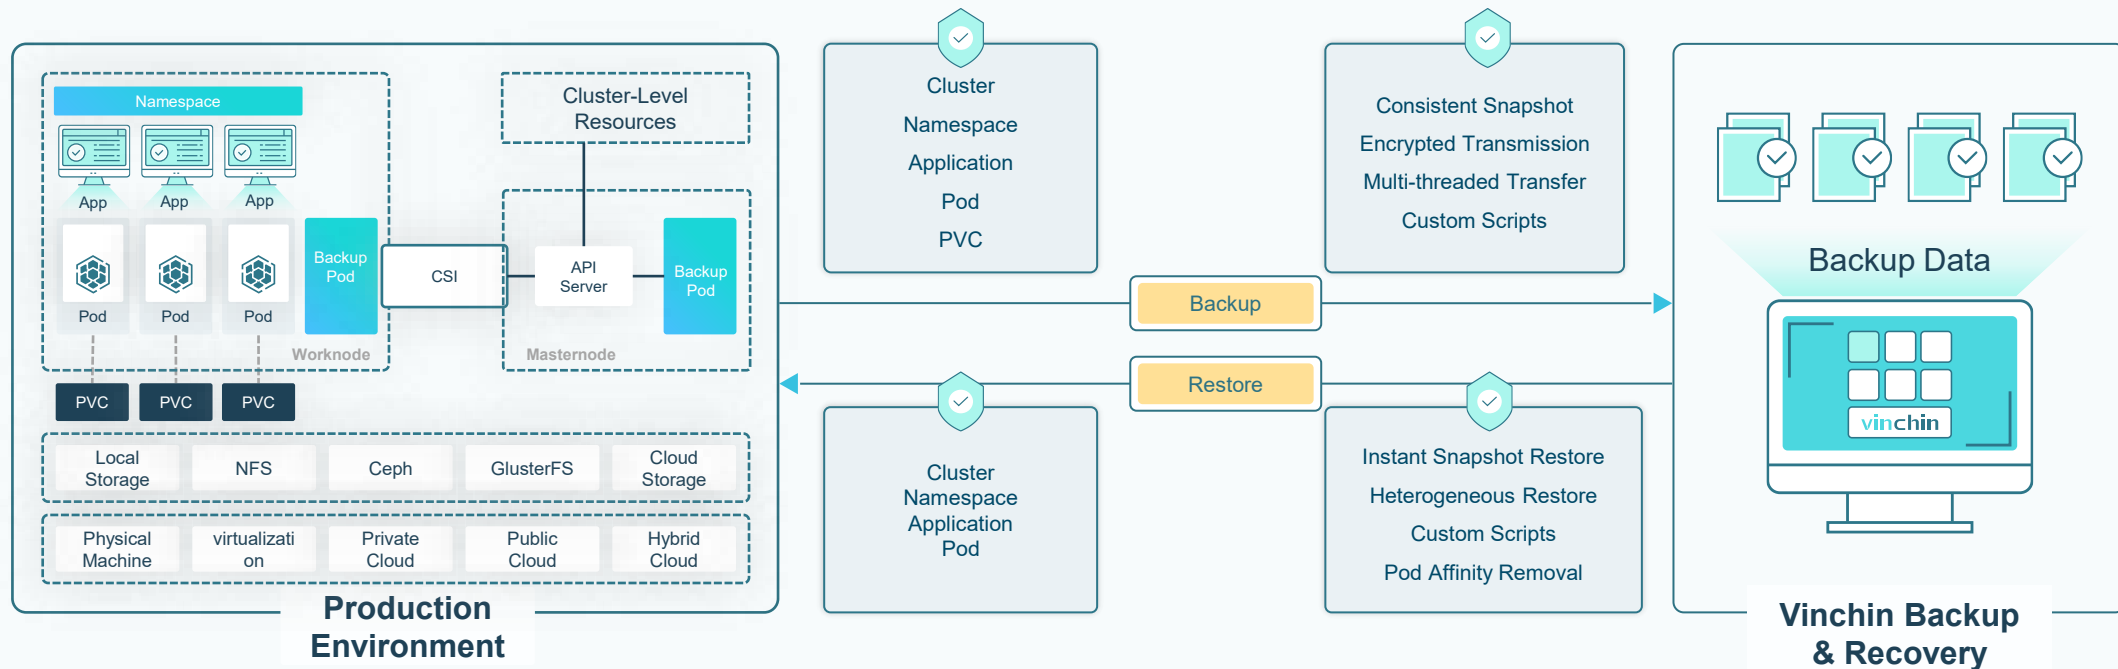 Namespace
App
App
App
Pod
Pod
Pod
Backup
Pod
Worknode
Cluster-Level
Resources
CSI
API
Server
Backup
Pod
Masternode
PVC
PVC
PVC
Local
Storage
NFS
Ceph
GlusterFS
Cloud
Storage
Physical
Machine
virtualizati
on
Private
Cloud
Public
Cloud
Hybrid
Cloud
Production
Environment
Cluster
Namespace
Application
Pod
PVC
Consistent Snapshot
Encrypted Transmission
Multi-threaded Transfer
Custom Scripts
Backup
Restore
Cluster
Namespace
Application
Pod
Instant Snapshot Restore
Heterogeneous Restore
Custom Scripts
Pod Affinity Removal
Backup Data
vinchin
Vinchin Backup
& Recovery